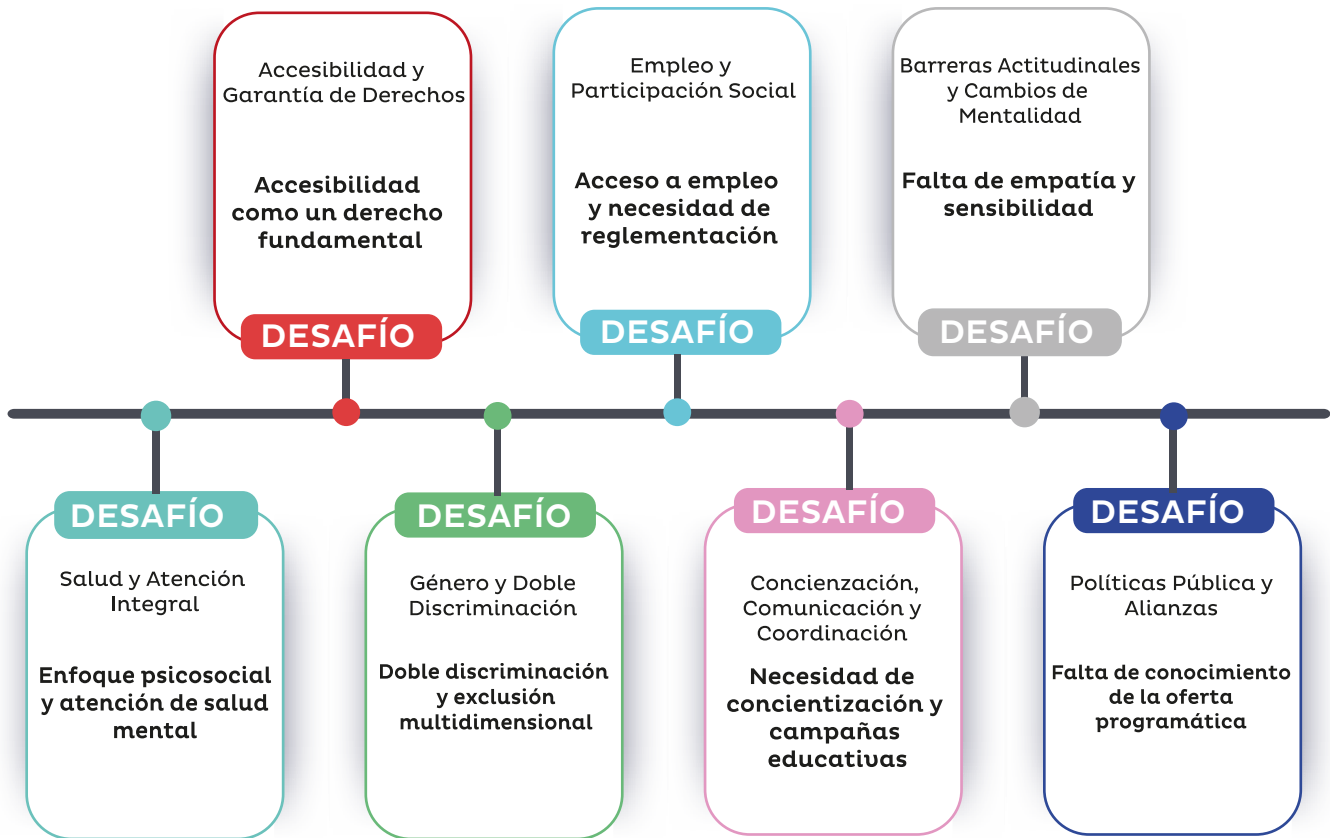 Accesibilidad y
Garantía de Derechos
Accesibilidad
como un derecho
fundamental
DESAFÍO
Empleo y
Participación Social
Acceso a empleo
y necesidad de
reglementación
DESAFÍO
Barreras Actitudinales
y Cambios de
Mentalidad
Falta de empatía y
sensibilidad
DESAFÍO
DESAFÍO
Salud y Atención
Integral
Enfoque psicosocial
y atención de salud
mental
DESAFÍO
Género y Doble
Discriminación
Doble discriminación
y exclusión
multidimensional
DESAFÍO
Concienzación,
Comunicación y
Coordinación
Necesidad de
concientización y
campañas
educativas
DESAFÍO
Políticas Pública y
Alianzas
Falta de conocimiento
de la oferta
programática